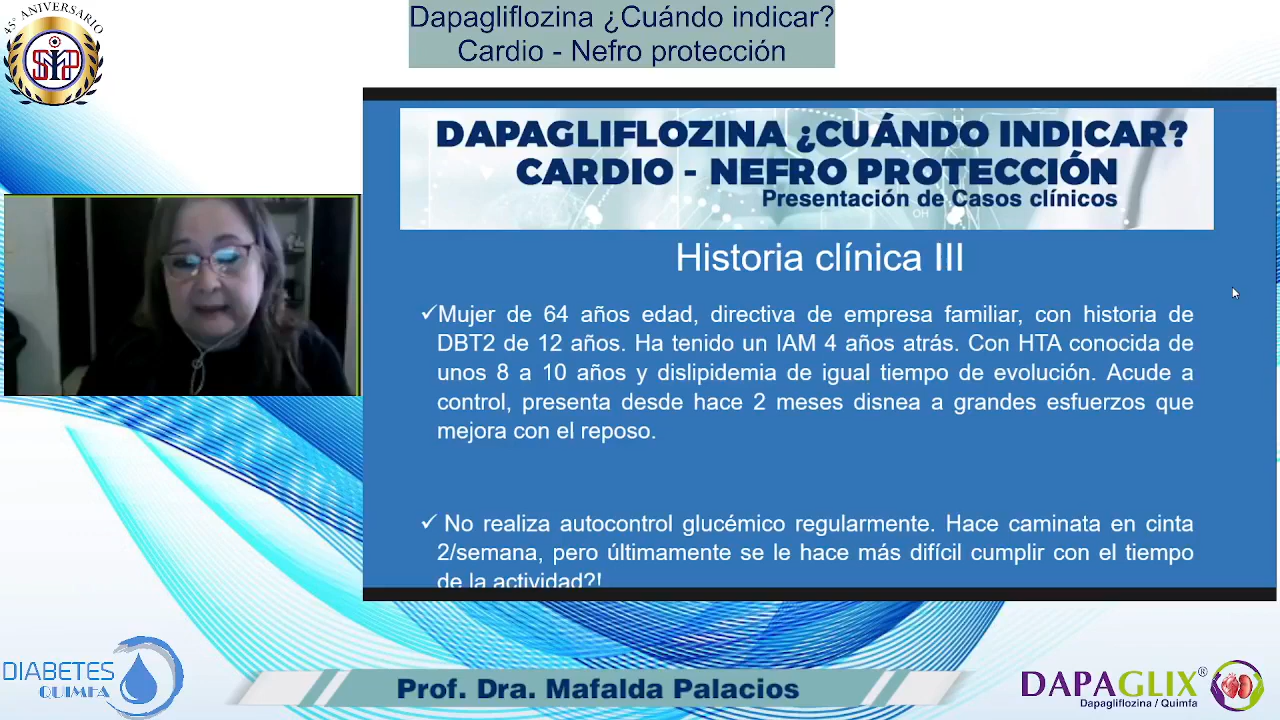 45º ANIVERSARIO
Dapagliflozina ¿Cuándo indicar?
Cardio - Nefro protección
DAPAGLIFLOZINA ¿CUÁNDO INDICAR?
CARDIO - NEFRO PROTECCIÓN
Presentación de Casos clínicos
OH
H
Historia clínica III
✓Mujer de 64 años edad, directiva de empresa familiar, con historia de
DBT2 de 12 años. Ha tenido un IAM 4 años atrás. Con HTA conocida de
unos 8 a 10 años y dislipidemia de igual tiempo de evolución. Acude a
control, presenta desde hace 2 meses disnea a grandes esfuerzos que
mejora con el reposo.
✓ No realiza autocontrol glucémico regularmente. Hace caminata en cinta
2/semana, pero últimamente se le hace más difícil cumplir con el tiempo
de la actividad?!
DIABETES
QUIMFA
Prof. Dra. Mafalda Palacios
DAPAGLIX®
Dapagliflozina / Quimfa